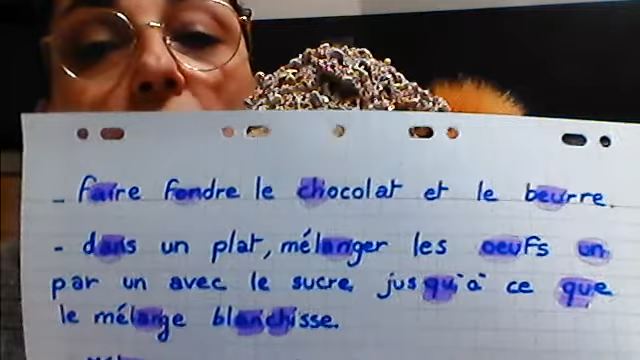 - faire fondre le chocolat et le beurre.
- dans un plat, mélanger les oeufs un
par un avec le sucre, jusqu'à ce que
le mélange blanchisse.